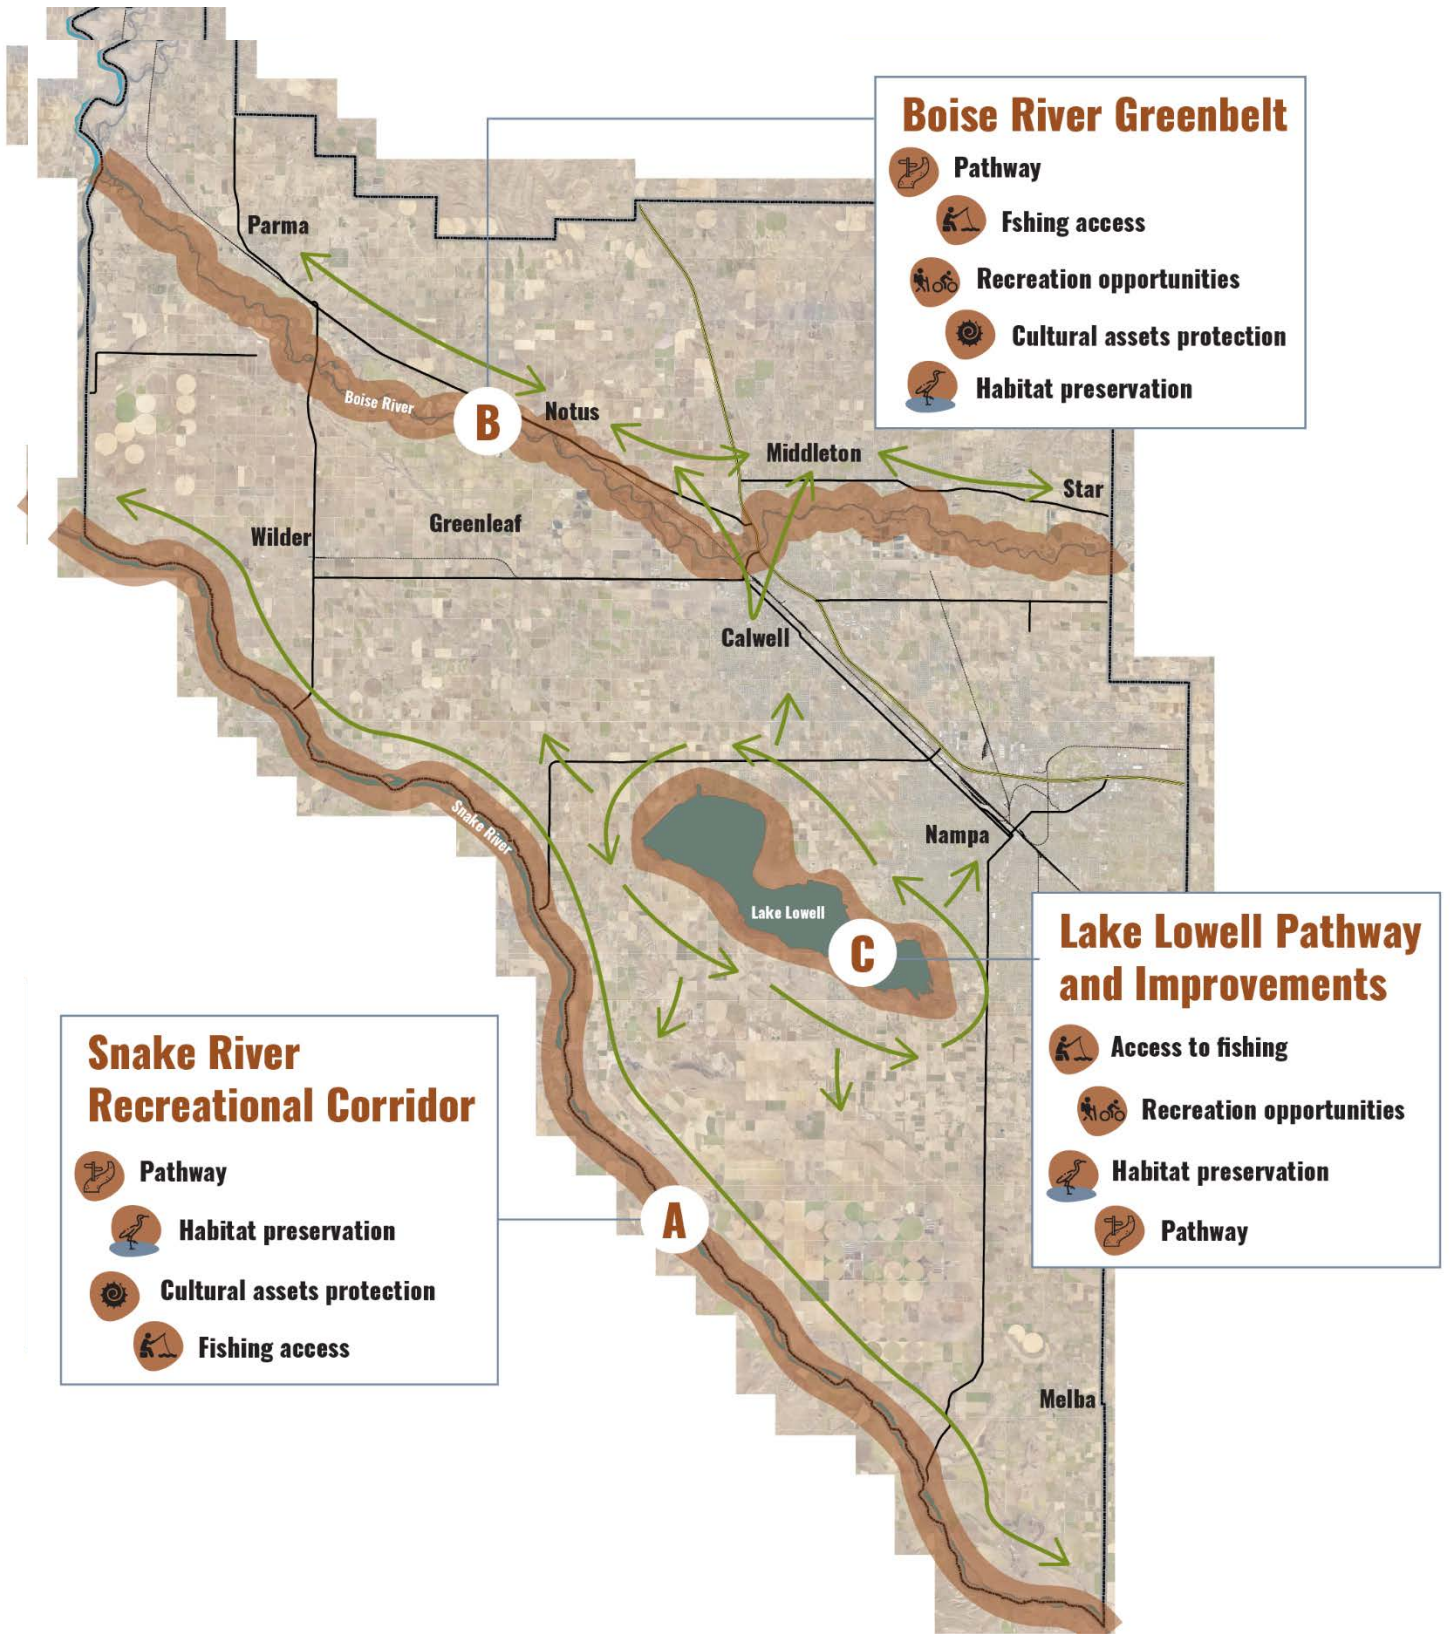 Boise River Greenbelt
Pathway
Fshing access
Recreation opportunities
Cultural assets protection
Habitat preservation
Parma
Boise River
B
Notus
Middleton
Star
Wilder
Greenleaf
Calwell
Snake River
Nampa
Lake Lowell
C
Lake Lowell Pathway
and Improvements
Access to fishing
Recreation opportunities
Habitat preservation
Pathway
Snake River
Recreational Corridor
Pathway
Habitat preservation
Cultural assets protection
Fishing access
A
Melba